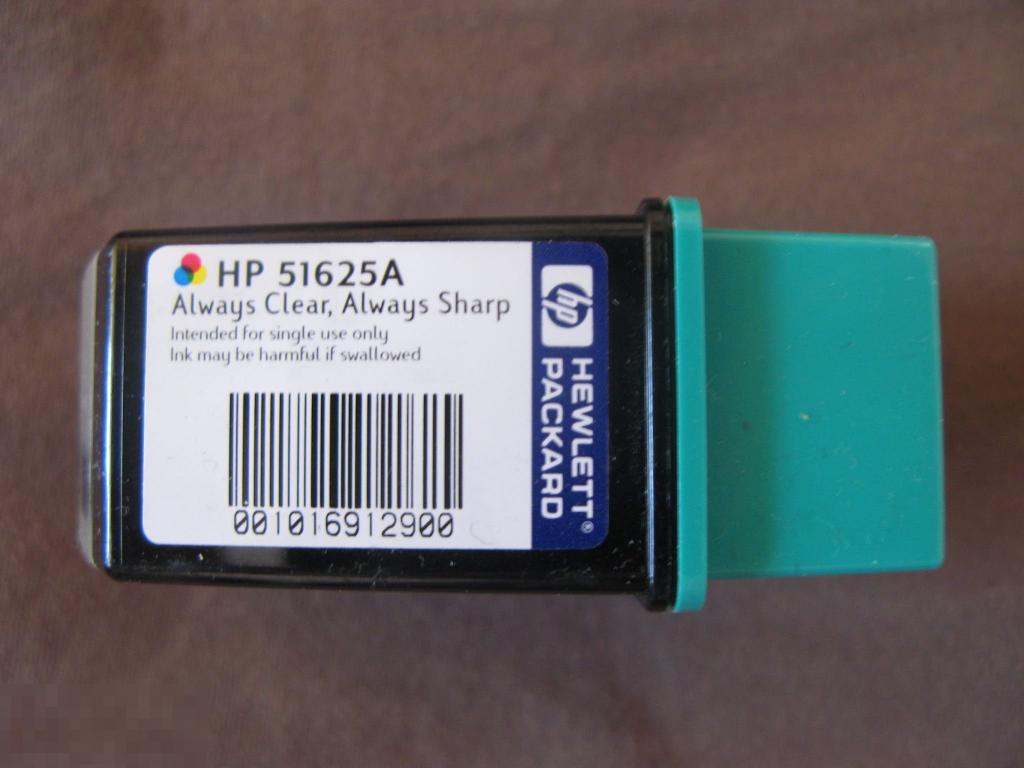 HP 51625A
Always Clear, Always Sharp
Intended for single use only
Ink may be harmful if swallowed
001016912900
hp
HEWLETT®
PACKARD